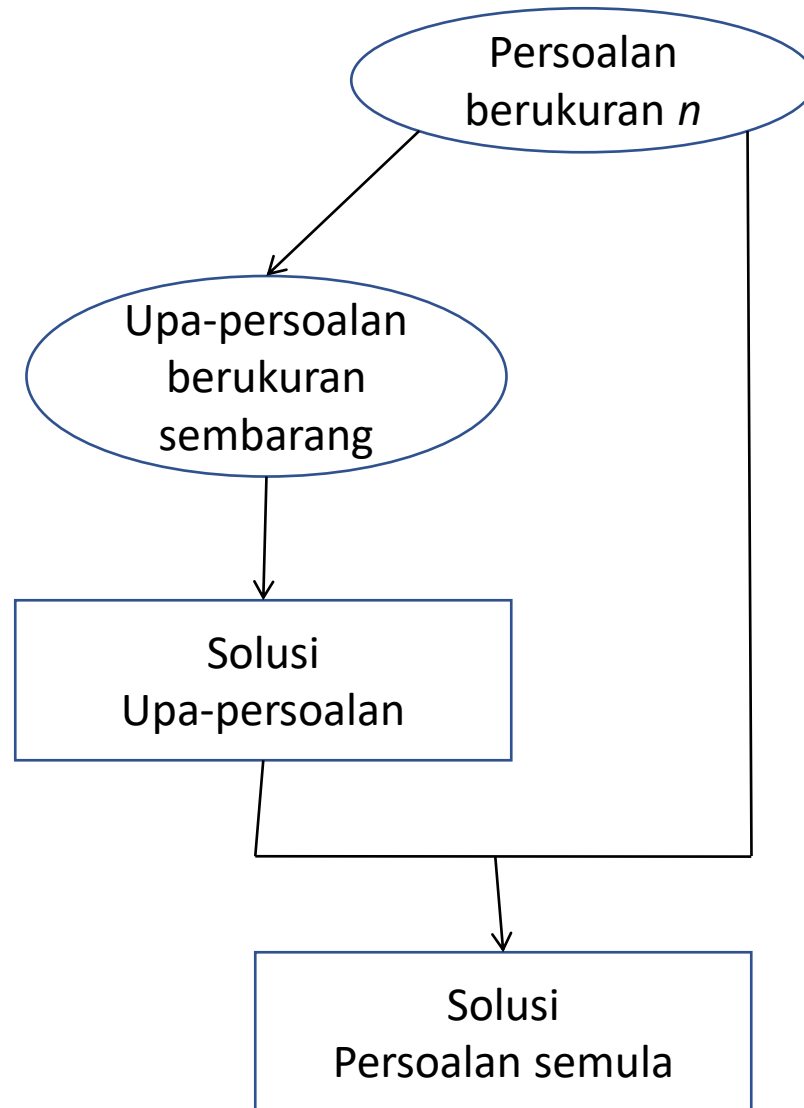 Persoalan
berukuran n
Upa-persoalan
berukuran
sembarang
Solusi
Upa-persoalan
Solusi
Persoalan semula